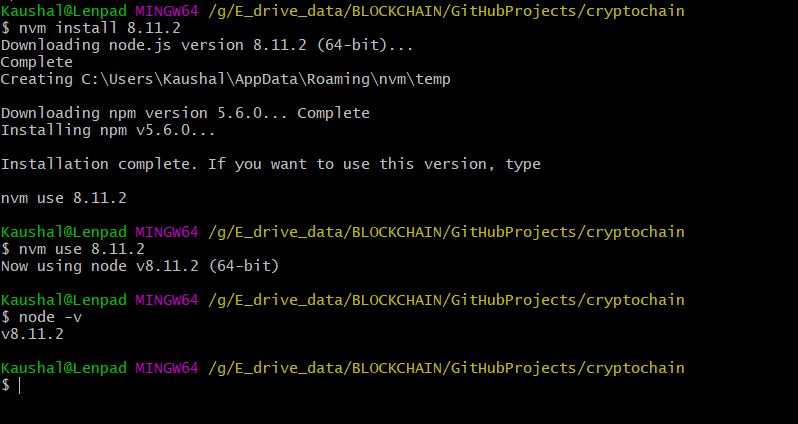 Kaushal@Lenpad MINGW64 /g/E_drive_data/BLOCKCHAIN/GitHubProjects/cryptochain
$ nvm install 8.11.2
Downloading node.js version 8.11.2 (64-bit)...
Complete
Creating C:\Users\Kaushal\AppData\Roaming\nvm\temp
Downloading npm version 5.6.0... Complete
Installing npm v5.6.0...
Installation complete. If you want to use this version, type
nvm use 8.11.2
Kaushal@Lenpad MINGW64 /g/E_drive_data/BLOCKCHAIN/GitHubProjects/cryptochain
$ nvm use 8.11.2
Now using node v8.11.2 (64-bit)
Kaushal@Lenpad MINGW64 /g/E_drive_data/BLOCKCHAIN/GitHubProjects/cryptochain
$ node -v
v8.11.2
Kaushal@Lenpad MINGW64 /g/E_drive_data/BLOCKCHAIN/GitHubProjects/cryptochain
$